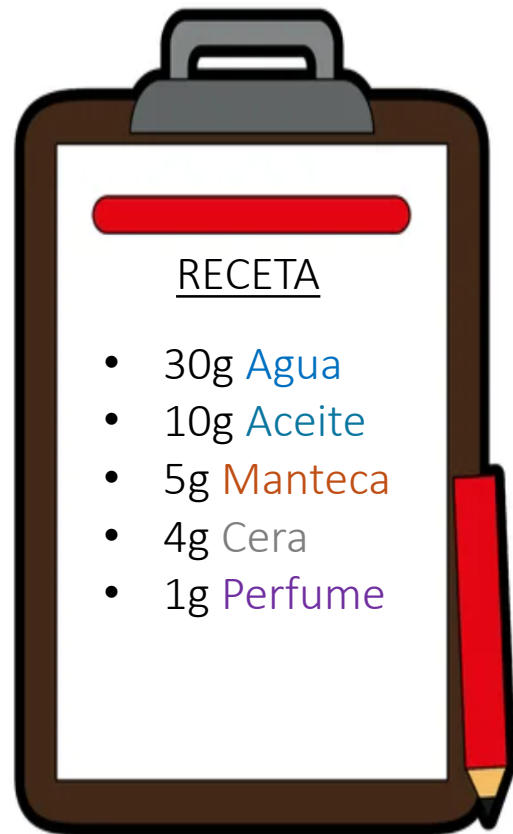 RECETA
• 30g Agua
• 10g Aceite
• 5g Manteca
• 4g Cera
• 1g Perfume